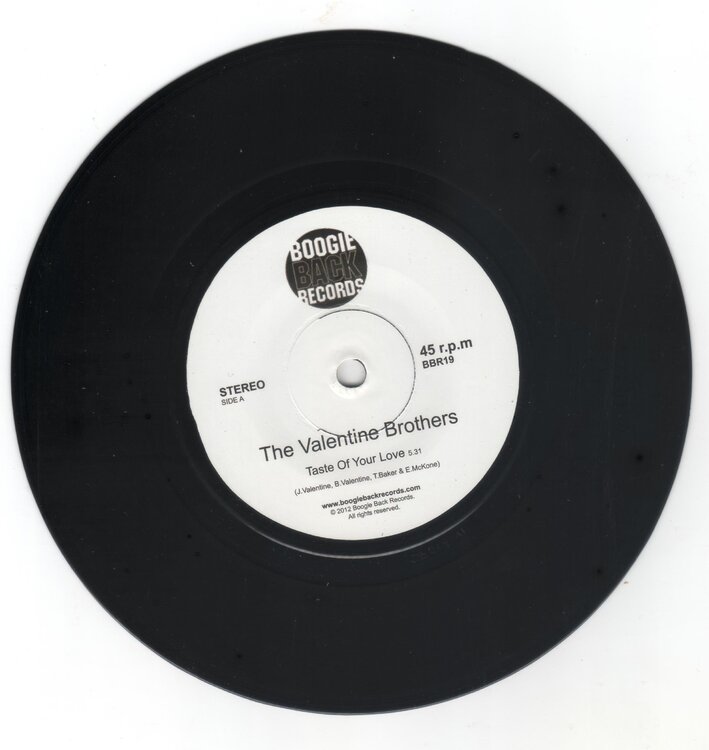 BOOGIE
BACK
RECORDS
STEREO
SIDE A
45 r.p.m
BBR19
The Valentine Brothers
Taste Of Your Love 5.31
(J.Valentine, B.Valentine, T.Baker & E.McKone)
www.boogiebackrecords.com
© 2012 Boogie Back Records.
All rights reserved.